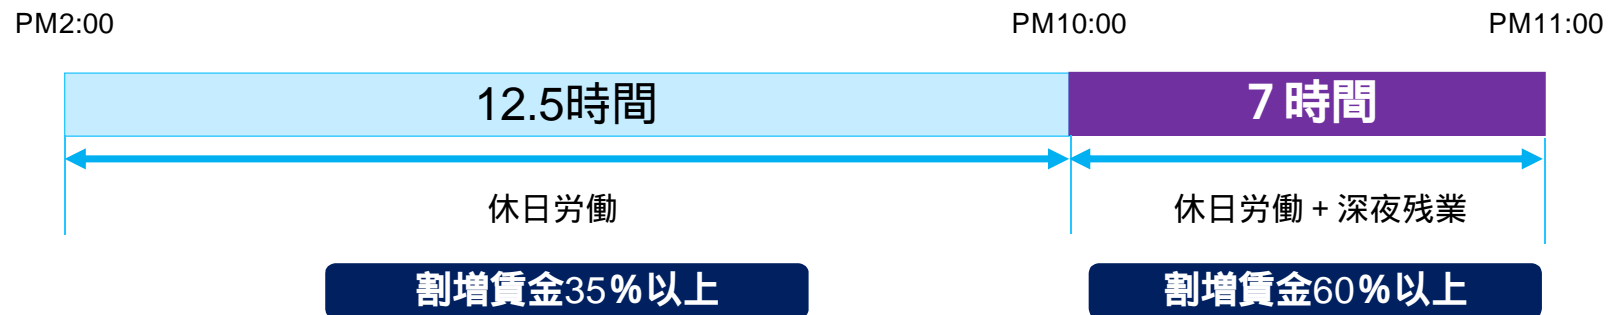 PM2:00 PM10:00 PM11:00
12.5時間 7時間
休日労働 休日労働+深夜残業
割増賃金35%以上 割増賃金60%以上